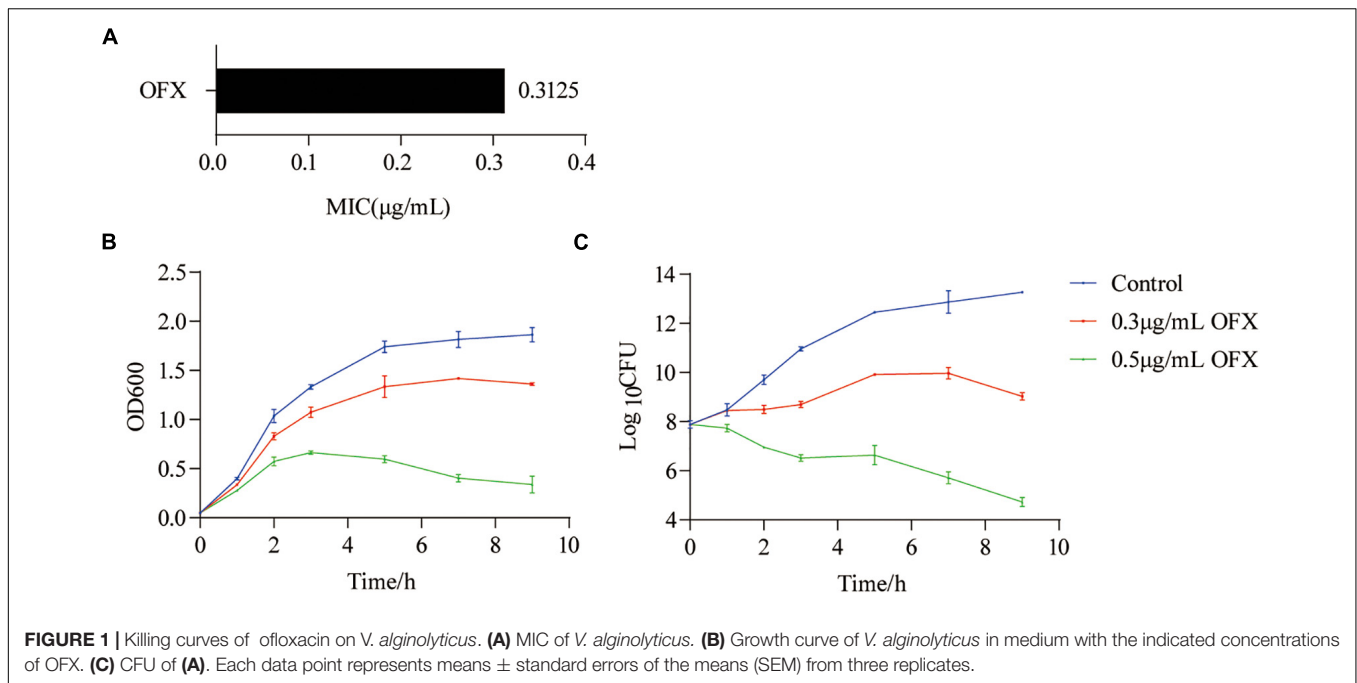 A
OFX
0.3125
0.0 0.1 0.2 0.3 0.4
MIC(μg/mL)
B
2.5
2.0
1.5
1.0
0.5
0.0
OD600
0 2 4 6 8 10
Time/h
C
14
12
10
8
6
4
Log 10CFU
0 2 4 6 8 10
Time/h
Control
0.3μg/mL OFX
0.5μg/mL OFX
FIGURE 1 | Killing curves of ofloxacin on V. alginolyticus. (A) MIC of V. alginolyticus. (B) Growth curve of V. alginolyticus in medium with the indicated concentrations
of OFX. (C) CFU of (A). Each data point represents means ± standard errors of the means (SEM) from three replicates.